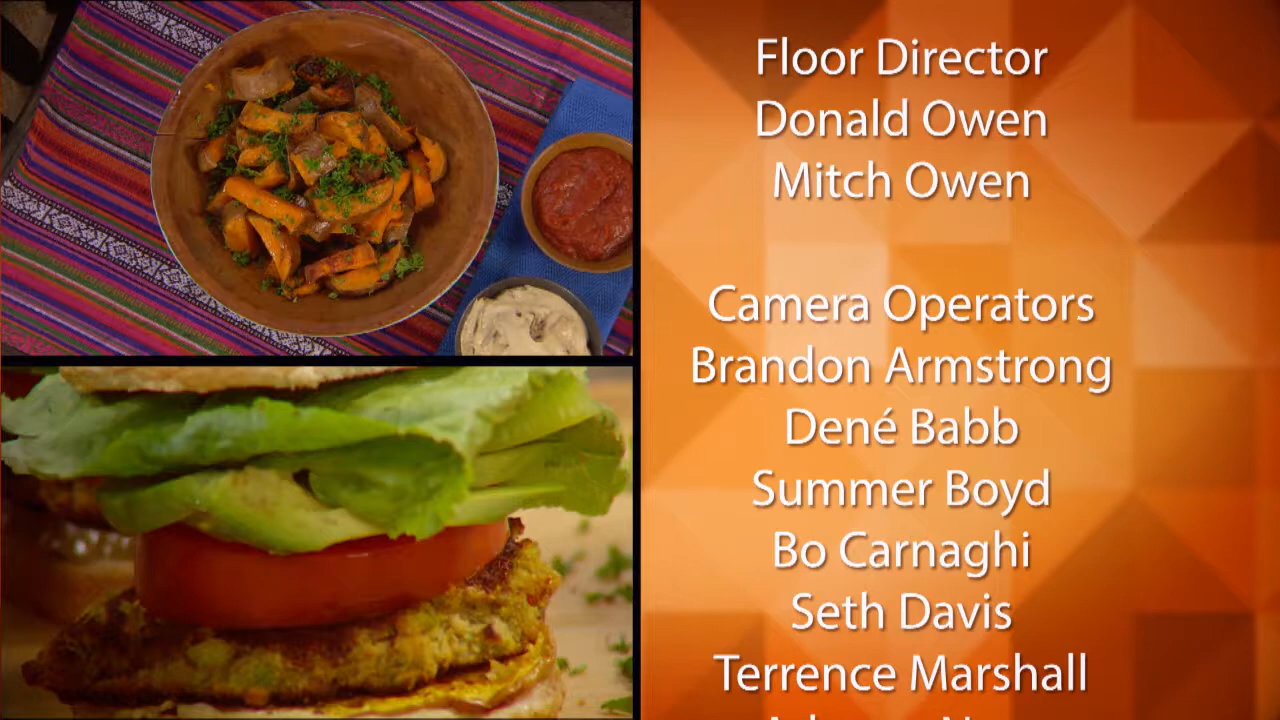 Floor Director
Donald Owen
Mitch Owen
Camera Operators
Brandon Armstrong
Dené Babb
Summer Boyd
Bo Carnaghi
Seth Davis
Terrence Marshall